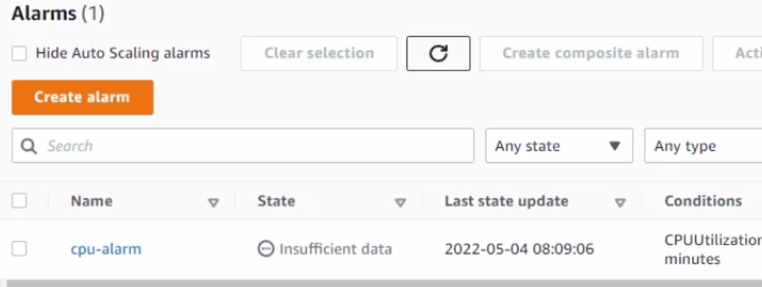 Alarms (1)
Hide Auto Scaling alarms
Clear selection
Create composite alarm
Acti
Create alarm
Search
Any state
Any type
Name
State
Last state update
Conditions
cpu-alarm
Insufficient data
2022-05-04 08:09:06
CPUUtilization
minutes